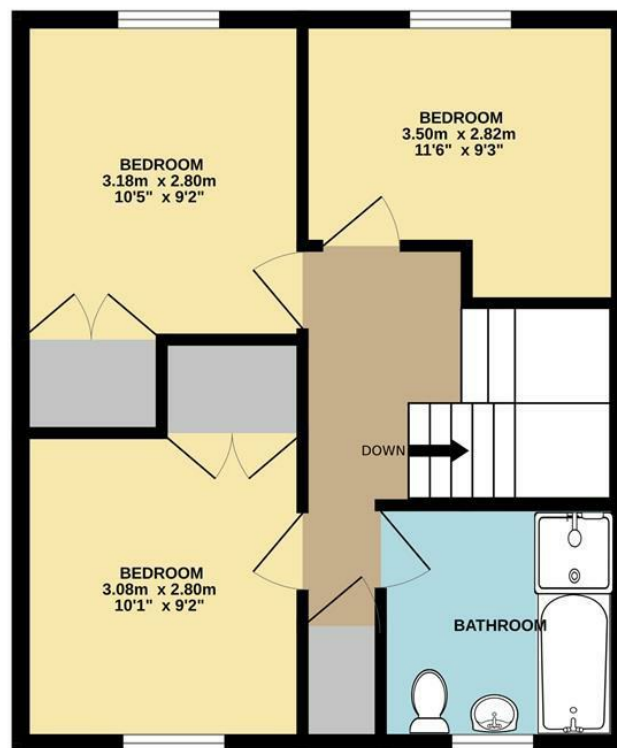 BEDROOM
3.18m x 2.80m
10'5" x 9'2"
BEDROOM
3.50m x 2.82m
11'6" x 9'3"
DOWN
BEDROOM
3.08m x 2.80m
10'1" x 9'2"
BATHROOM